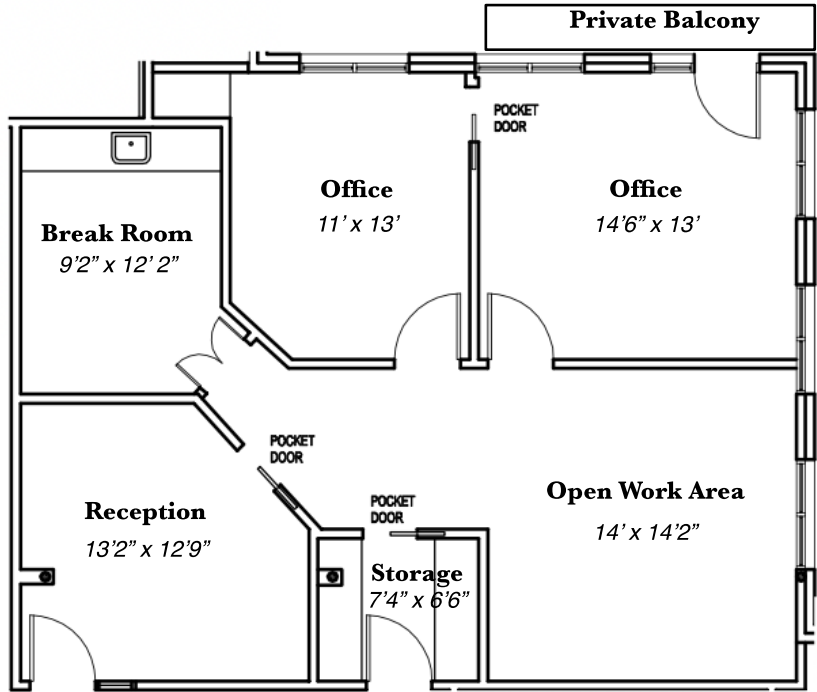 Private Balcony
POCKET
DOOR
Office
11’ x 13’
Office
14’6” x 13’
Break Room
9’2” x 12’ 2”
POCKET
DOOR
Reception
13’2” x 12’9”
POCKET
DOOR
Open Work Area
14’ x 14’2”
Storage
7’4” x 6’6”